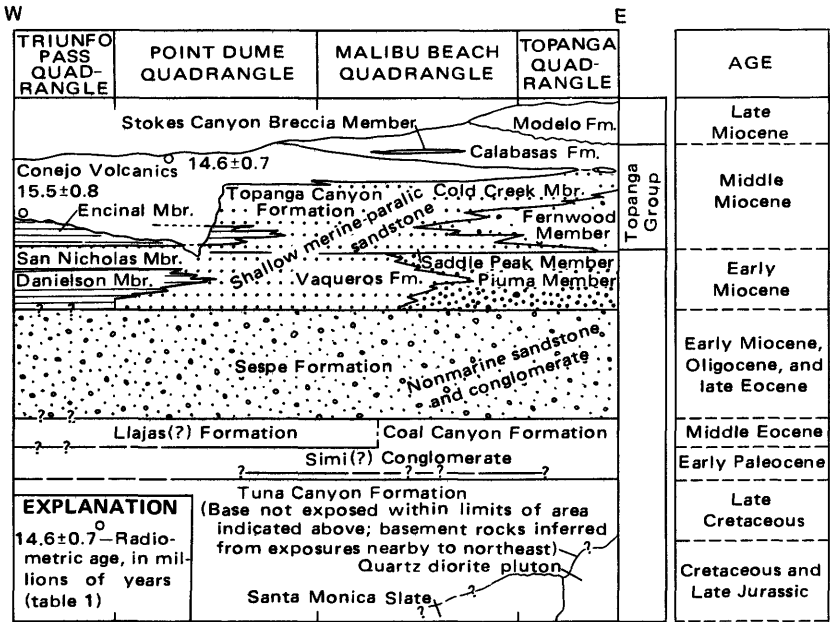 W
E
TRIUNFO
PASS
QUAD-
RANGLE
POINT DUME
QUADRANGLE
MALIBU BEACH
QUADRANGLE
TOPANGA
QUAD-
RANGLE
AGE
Stokes Canyon Breccia Member
Modelo Fm.
Late
Miocene
Conejo Volcanics
14.6±0.7
Calabasas Fm.
15.5±0.8
Encinal Mbr.
Topanga Canyon
Formation
Cold Creek Mbr.
Fernwood
Member
Shallow merine-paralic
sandstone
Topanga
Group
Middle
Miocene
San Nicholas Mbr.
Danielson Mbr.
Vaqueros Fm.
Saddle Peak Member
Piuma Member
Early
Miocene
? ?
Sespe Formation
Nonmarine sandstone
and conglomerate
Early Miocene,
Oligocene, and
late Eocene
? ?
Llajas(?) Formation
Coal Canyon Formation
Middle Eocene
? ?
Simi(?) Conglomerate
Early Paleocene
? ? ? ?
Tuna Canyon Formation
(Base not exposed within limits of area
indicated above; basement rocks inferred
from exposures nearby to northeast)
?
Late
Cretaceous
Quartz diorite pluton
Santa Monica Slate
? ?
Cretaceous and
Late Jurassic
EXPLANATION
14.6±0.7—Radio-
metric age, in mil-
lions of years
(table 1)